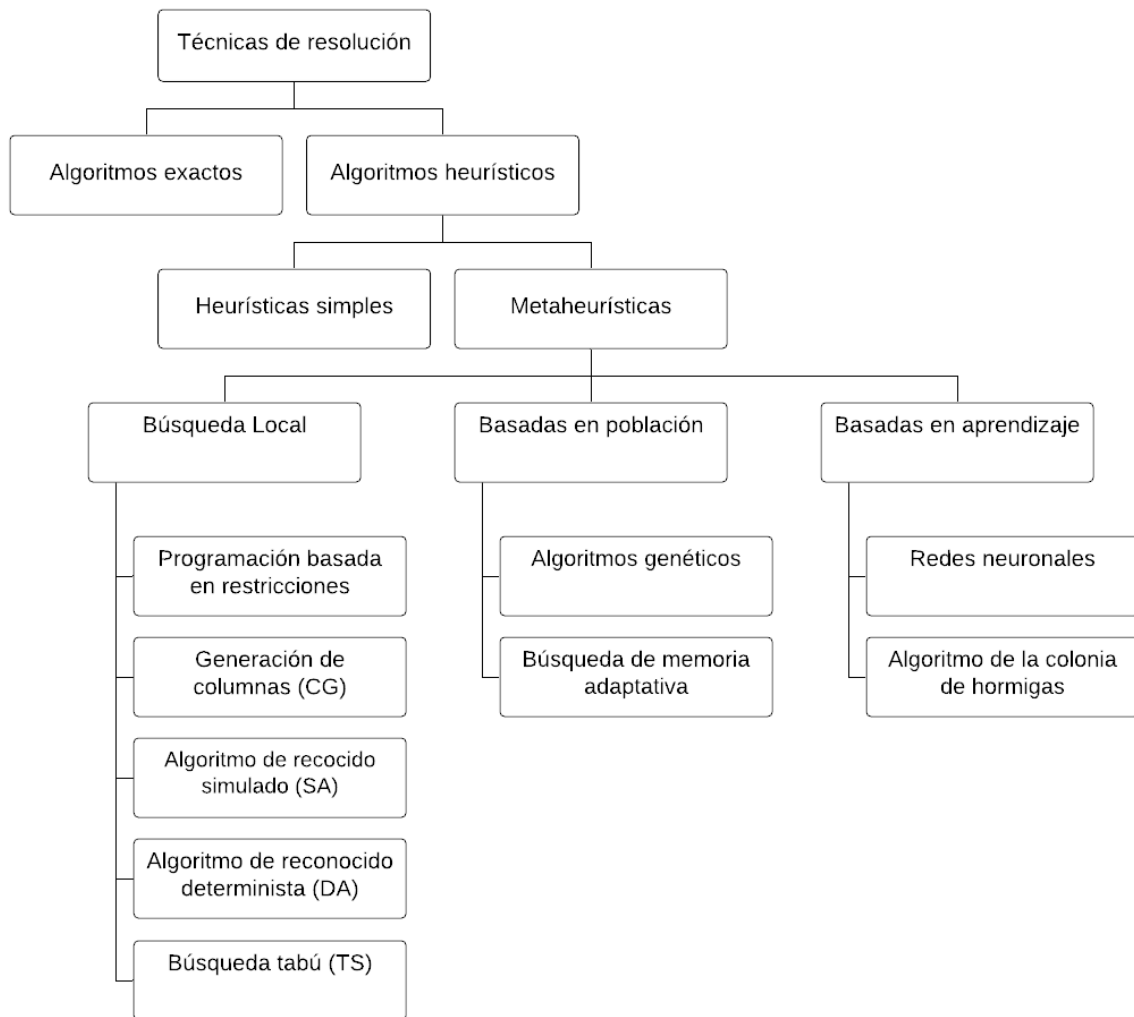 Técnicas de resolución
Algoritmos exactos
Algoritmos heurísticos
Heurísticas simples
Metaheurísticas
Búsqueda Local
Basadas en población
Basadas en aprendizaje
Programación basada
en restricciones
Generación de
columnas (CG)
Algoritmo de recocido
simulado (SA)
Algoritmo de reconocido
determinista (DA)
Búsqueda tabú (TS)
Algoritmos genéticos
Búsqueda de memoria
adaptativa
Redes neuronales
Algoritmo de la colonia
de hormigas